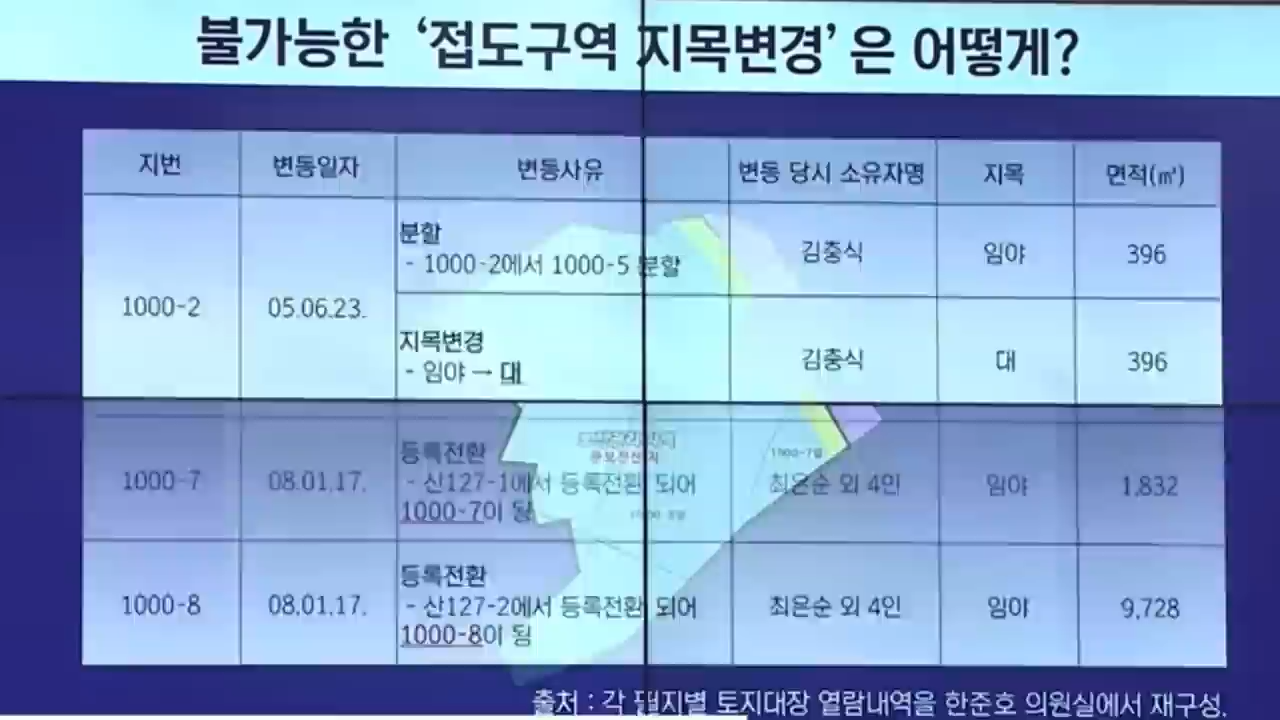 불가능한 ‘접도구역 지목변경’ 은 어떻게?
지번 변동일자 변동사유 변동 당시 소유자명 지목 면적(㎡)
1000-2 05.06.23.
분할
- 1000-2에서 1000-5 분할
김충식 임야 396
지목변경
- 임야 → 대
김충식 대 396
1000-7 08.01.17.
등록전환
- 산127-1에서 등록전환 되어
1000-7이 됨
최은순 외 4인 임야 1,832
1000-8 08.01.17.
등록전환
- 산127-2에서 등록전환 되어
1000-8이 됨
최은순 외 4인 임야 9,728
출처 : 각 필지별 토지대장 열람내역을 한준호 의원실에서 재구성.